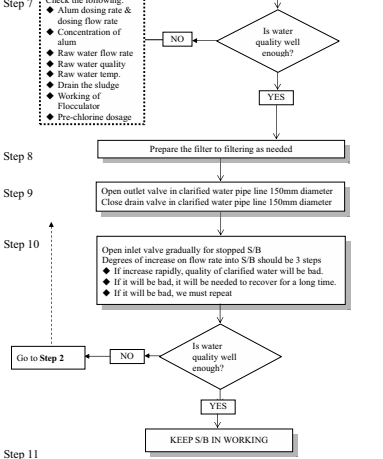 Step 7
Check the following:
◆ Alum dosing rate &
dosing flow rate
◆ Concentration of
alum
◆ Raw water flow rate
◆ Raw water quality
◆ Raw water temp.
◆ Drain the sludge
◆ Working of
Flocculator
◆ Pre-chlorine dosage
NO
Is water
quality well
enough?
YES
Step 8
Prepare the filter to filtering as needed
Step 9
Open outlet valve in clarified water pipe line 150mm diameter
Close drain valve in clarified water pipe line 150mm diameter
Step 10
Open inlet valve gradually for stopped S/B
Degrees of increase on flow rate into S/B should be 3 steps
◆ If increase rapidly, quality of clarified water will be bad.
◆ If it will be bad, it will be needed to recover for a long time.
◆ If it will be bad, we must repeat
Go to Step 2
NO
Is water
quality well
enough?
YES
KEEP S/B IN WORKING
Step 11